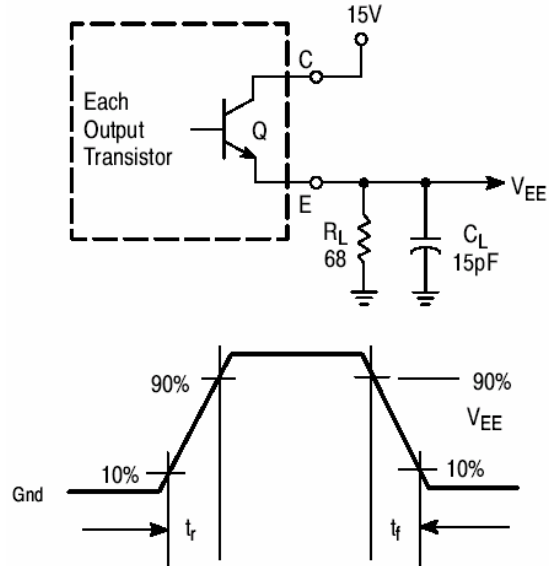 15V
C
Each
Output
Transistor
Q
E
VEE
RL
68
CL
15pF
90%
90%
VEE
10%
10%
Gnd
tr
tf